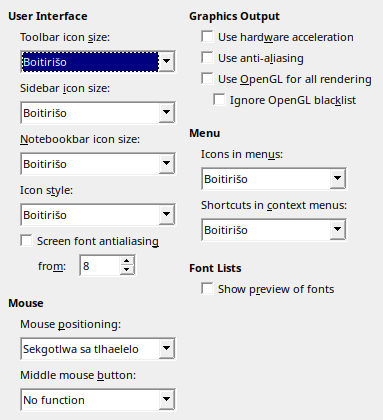 User Interface
Toolbar icon size:
Boitirišo
Sidebar icon size:
Boitirišo
Notebookbar icon size:
Boitirišo
Icon style:
Boitirišo
Screen font antialiasing
from: 8
Mouse
Mouse positioning:
Sekgotlwa sa tlhaelelo
Middle mouse button:
No function
Graphics Output
Use hardware acceleration
Use anti-aliasing
Use OpenGL for all rendering
Ignore OpenGL blacklist
Menu
Icons in menus:
Boitirišo
Shortcuts in context menus:
Boitirišo
Font Lists
Show preview of fonts